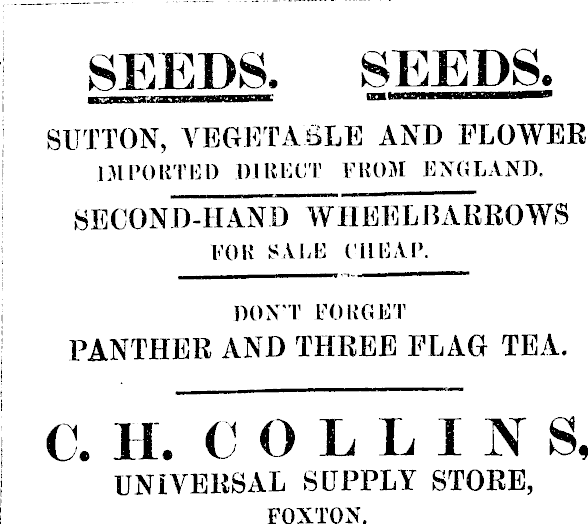 SEEDS. SEEDS.
SUTTON, VEGETABLE AND FLOWER
IMPORTED DIRECT FROM ENGLAND.
SECOND-HAND WHEELBARROWS
FOR SALE CHEAP.
DON'T FORGET
PANTHER AND THREE FLAG TEA.
C. H. COLLINS,
UNIVERSAL SUPPLY STORE,
FOXTON.